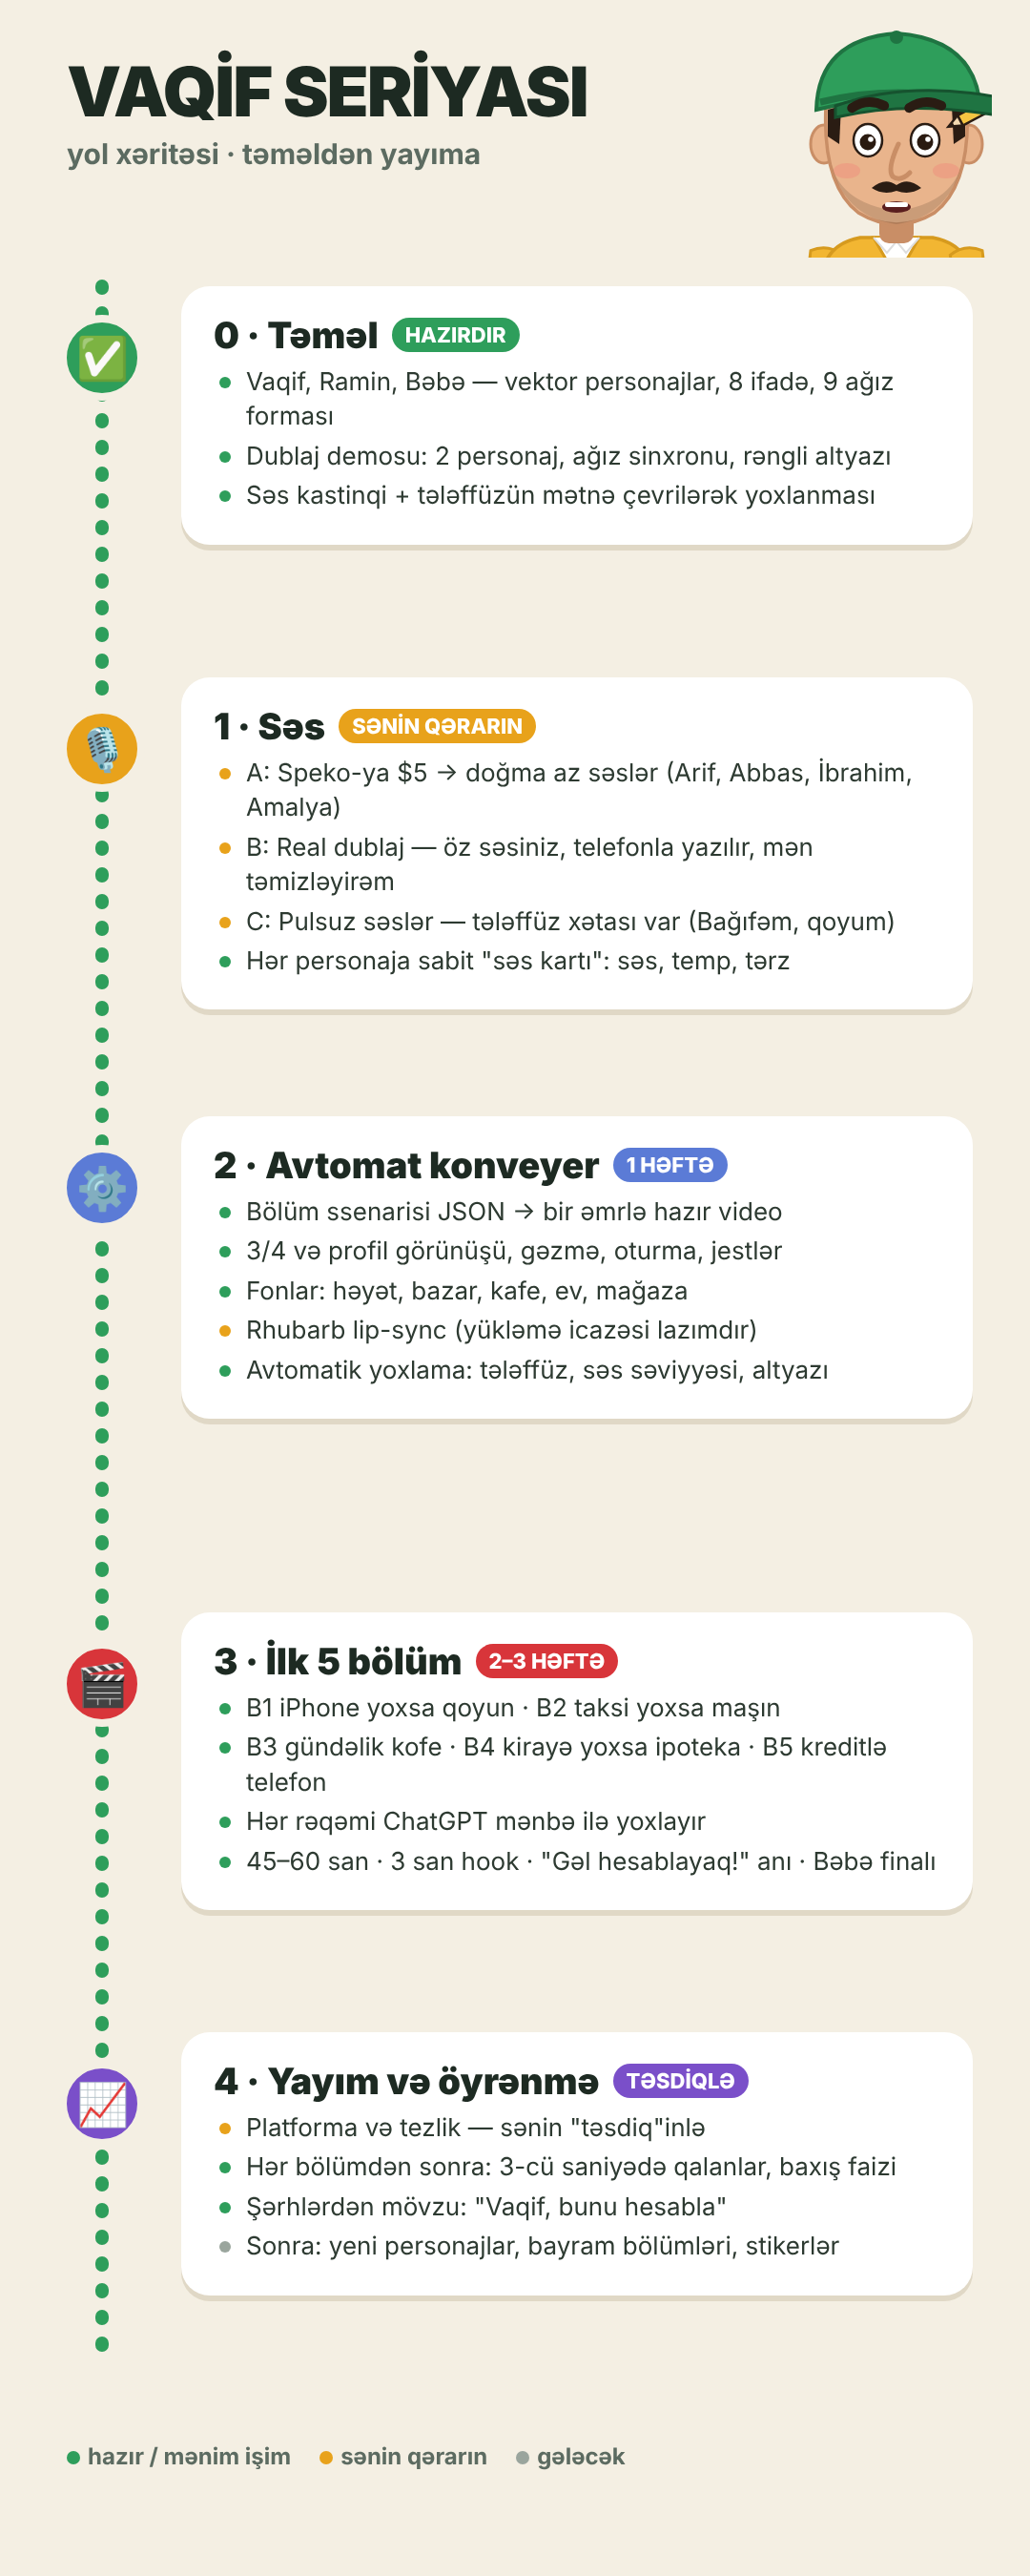 VAQİF SERİYASI
yol xəritəsi · təməldən yayıma
0 · Təməl HAZIRDIR
Vaqif, Ramin, Bəbə — vektor personajlar, 8 ifadə, 9 ağız
forması
Dublaj demosu: 2 personaj, ağız sinxronu, rəngli altyazı
Səs kastinqi + tələffüzün mətnə çevrilərək yoxlanması
1 · Səs SƏNİN QƏRARIN
A: Speko-ya $5 → doğma az səslər (Arif, Abbas, İbrahim,
Amalya)
B: Real dublaj — öz səsiniz, telefonla yazılır, mən
təmizləyirəm
C: Pulsuz səslər — tələffüz xətası var (Bağıfəm, qoyum)
Hər personaja sabit "səs kartı": səs, temp, tərz
2 · Avtomat konveyer 1 HƏFTƏ
Bölüm ssenarisi JSON → bir əmrlə hazır video
3/4 və profil görünüşü, gəzmə, oturma, jestlər
Fonlar: həyət, bazar, kafe, ev, mağaza
Rhubarb lip-sync (yükləmə icazəsi lazımdır)
Avtomatik yoxlama: tələffüz, səs səviyyəsi, altyazı
3 · İlk 5 bölüm 2–3 HƏFTƏ
B1 iPhone yoxsa qoyun · B2 taksi yoxsa maşın
B3 gündəlik kofe · B4 kirayə yoxsa ipoteka · B5 kreditlə
telefon
Hər rəqəmi ChatGPT mənbə ilə yoxlayır
45–60 san · 3 san hook · "Gəl hesablayaq!" anı · Bəbə finalı
4 · Yayım və öyrənmə TƏSDİQLƏ
Platforma və tezlik — sənin "təsdiq"inlə
Hər bölümdən sonra: 3-cü saniyədə qalanlar, baxış faizi
Şərhlərdən mövzu: "Vaqif, bunu hesabla"
Sonra: yeni personajlar, bayram bölümləri, stikerlər
hazır / mənim işim sənin qərarın gələcək